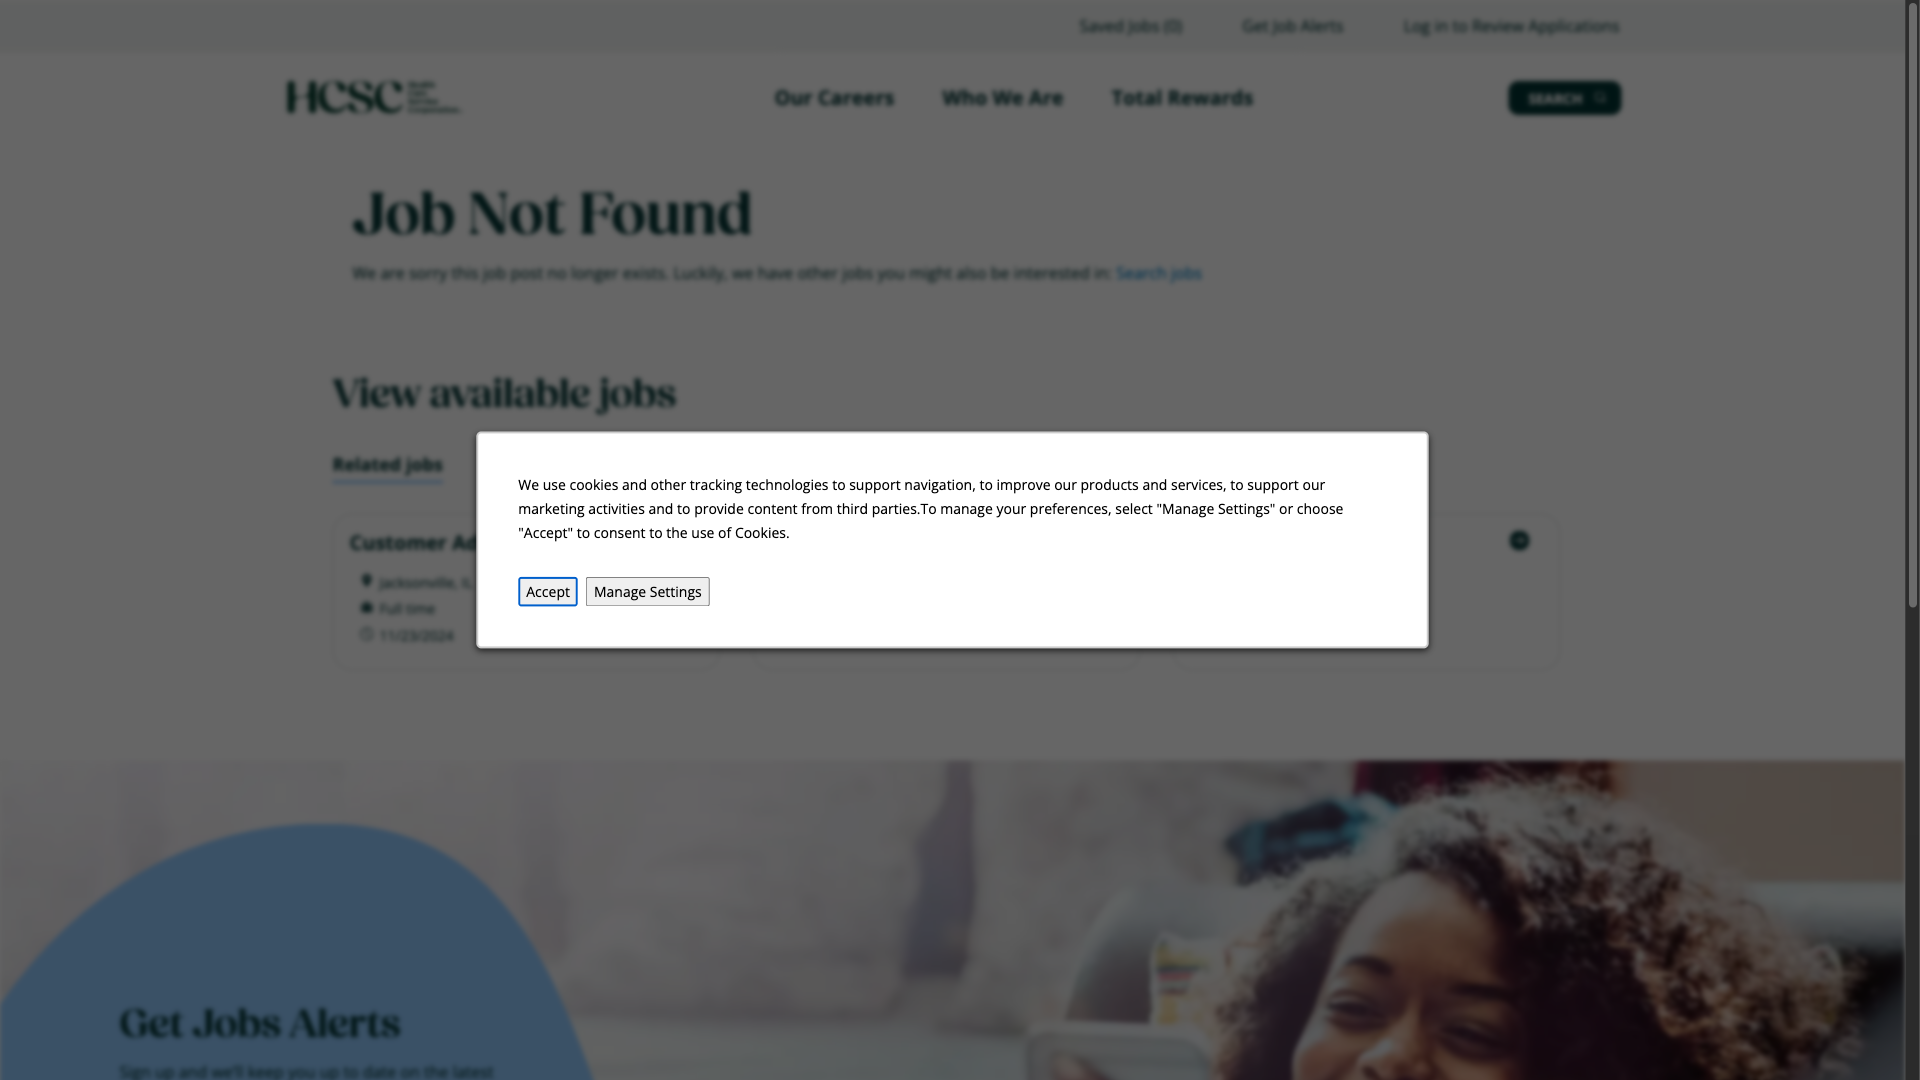 Saved Jobs (0)
Get Job Alerts
Log in to Review Applications
HCSC
Our Careers
Who We Are
Total Rewards
SEARCH
Job Not Found
We are sorry this job post no longer exists. Luckily, we have other jobs you might also be interested in: Search jobs
View available jobs
Related jobs
Customer Ad
Jacksonville, IL
Full time
11/23/2024
We use cookies and other tracking technologies to support navigation, to improve our products and services, to support our
marketing activities and to provide content from third parties.To manage your preferences, select "Manage Settings" or choose
"Accept" to consent to the use of Cookies.
Accept
Manage Settings
Get Jobs Alerts
Sign up and we'll keep you up to date on the latest